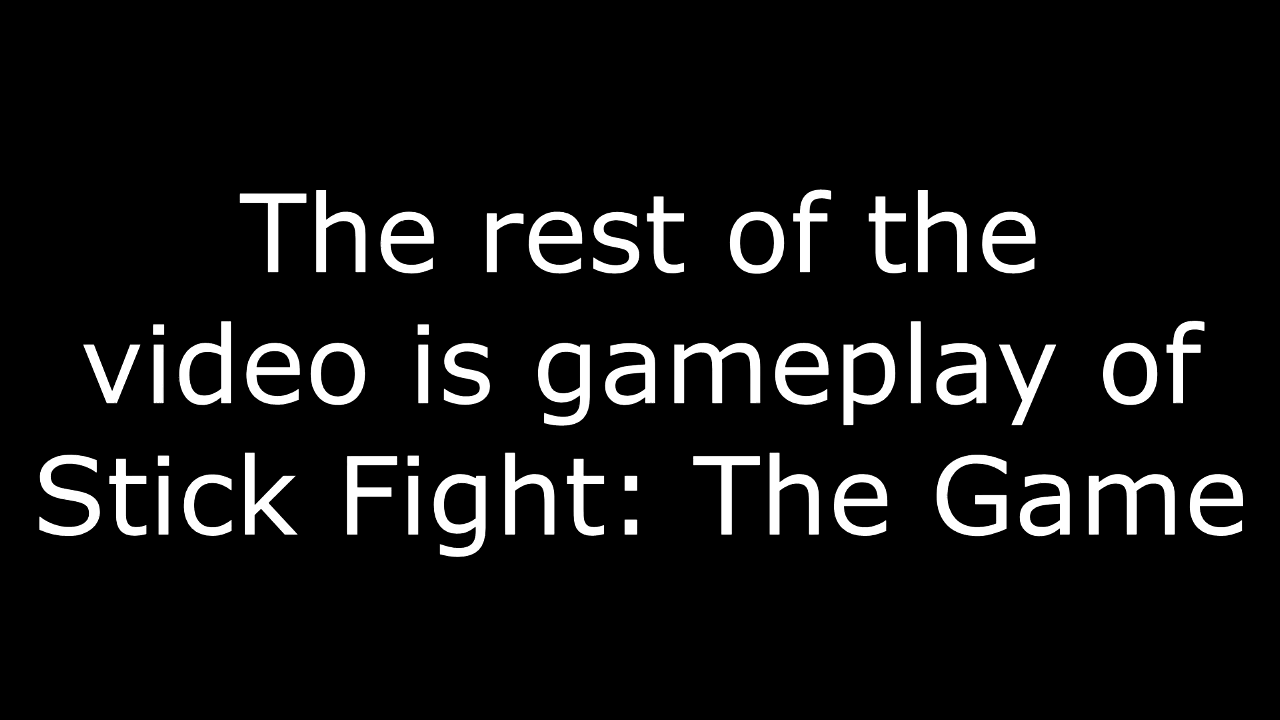 The rest of the
video is gameplay of
Stick Fight: The Game